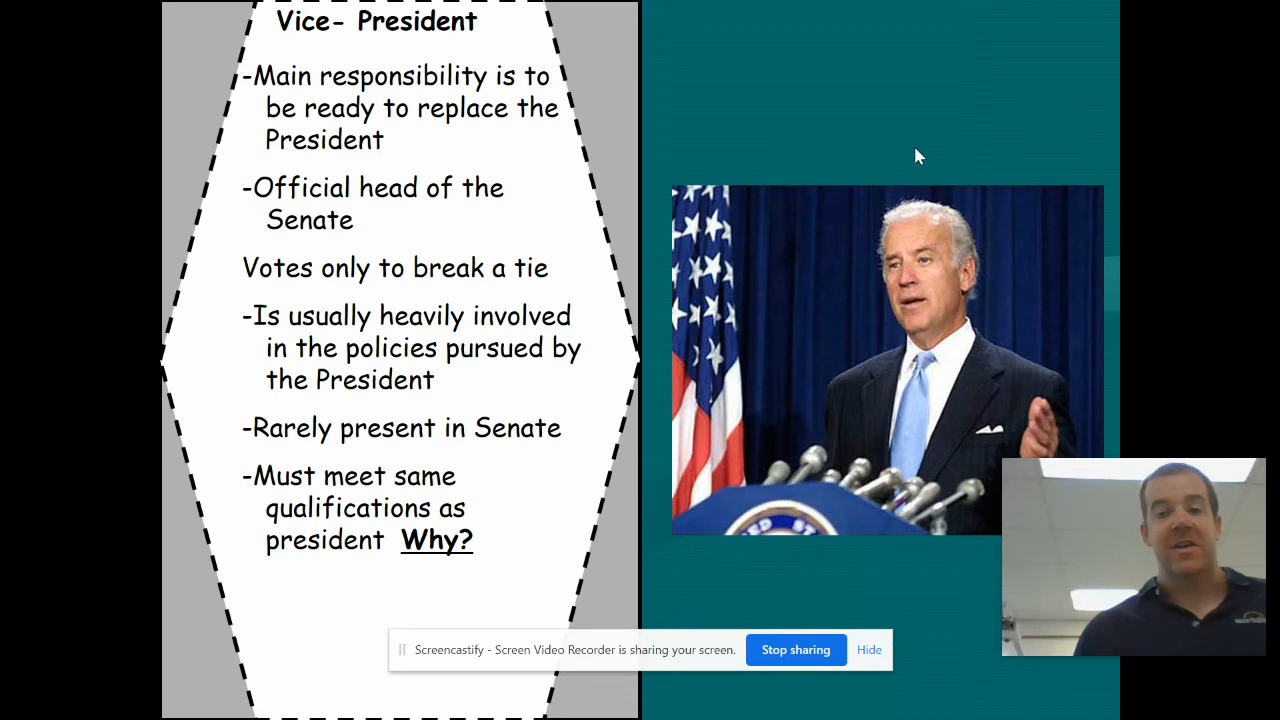 Vice- President
-Main responsibility is to
be ready to replace the
President
-Official head of the
Senate
Votes only to break a tie
-Is usually heavily involved
in the policies pursued by
the President
-Rarely present in Senate
-Must meet same
qualifications as
president Why?
Screencastify - Screen Video Recorder is sharing your screen.
Stop sharing
Hide